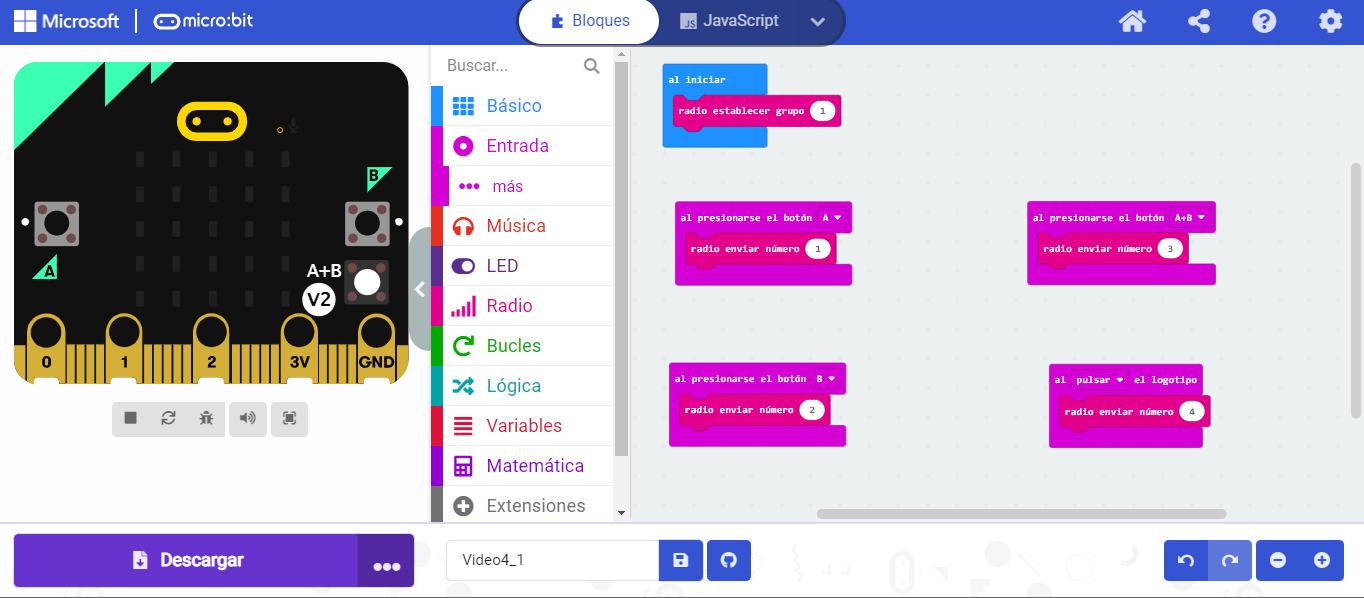 Microsoft
micro:bit
Bloques
JS JavaScript
Buscar...
Básico
Entrada
más
Música
LED
Radio
Bucles
Lógica
Variables
Matemática
Extensiones
B
A
A+B
V2
0 1 2 3V GND
al iniciar
radio establecer grupo 1
al presionarse el botón A
radio enviar número 1
al presionarse el botón A+B
radio enviar número 3
al presionarse el botón B
radio enviar número 2
al pulsar el logotipo
radio enviar número 4
Descargar
Video4_1